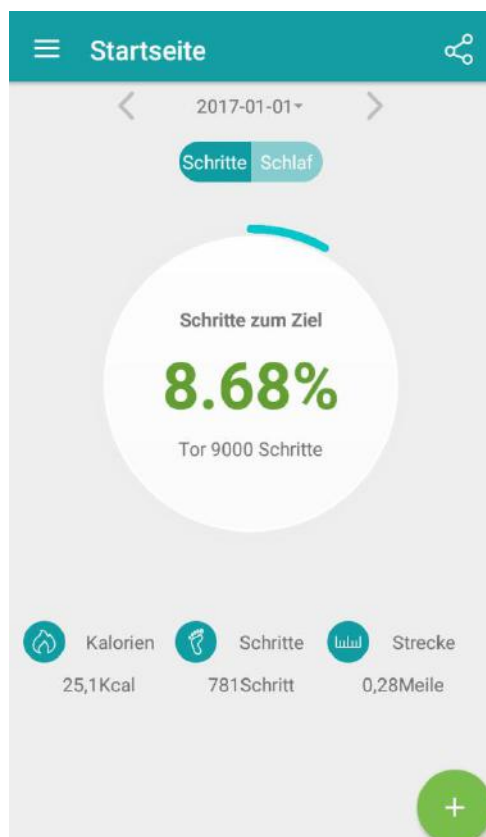 Startseite
2017-01-01
Schritte Schlaf
Schritte zum Ziel
8.68%
Tor 9000 Schritte
Kalorien Schritte Strecke
25,1Kcal 781Schritt 0,28Meile
+